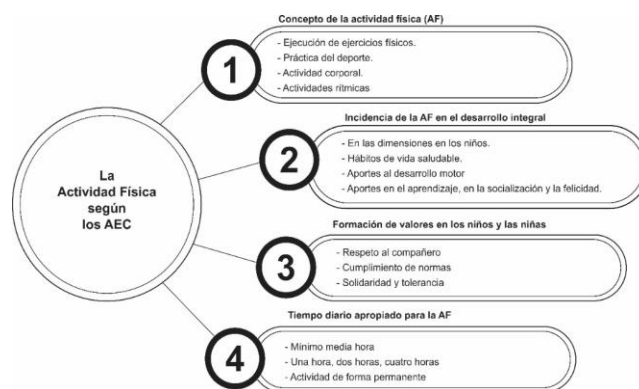 Concepto de la actividad física (AF)
1
- Ejecución de ejercicios físicos.
- Práctica del deporte.
- Actividad corporal.
- Actividades rítmicas
Incidencia de la AF en el desarrollo integral
2
- En las dimensiones en los niños.
- Hábitos de vida saludable.
- Aportes al desarrollo motor
- Aportes en el aprendizaje, en la socialización y la felicidad.
La
Actividad Física
según
los AEC
Formación de valores en los niños y las niñas
3
- Respeto al compañero
- Cumplimiento de normas
- Solidaridad y tolerancia
Tiempo diario apropiado para la AF
4
- Mínimo media hora
- Una hora, dos horas, cuatro horas
- Actividad de forma permanente